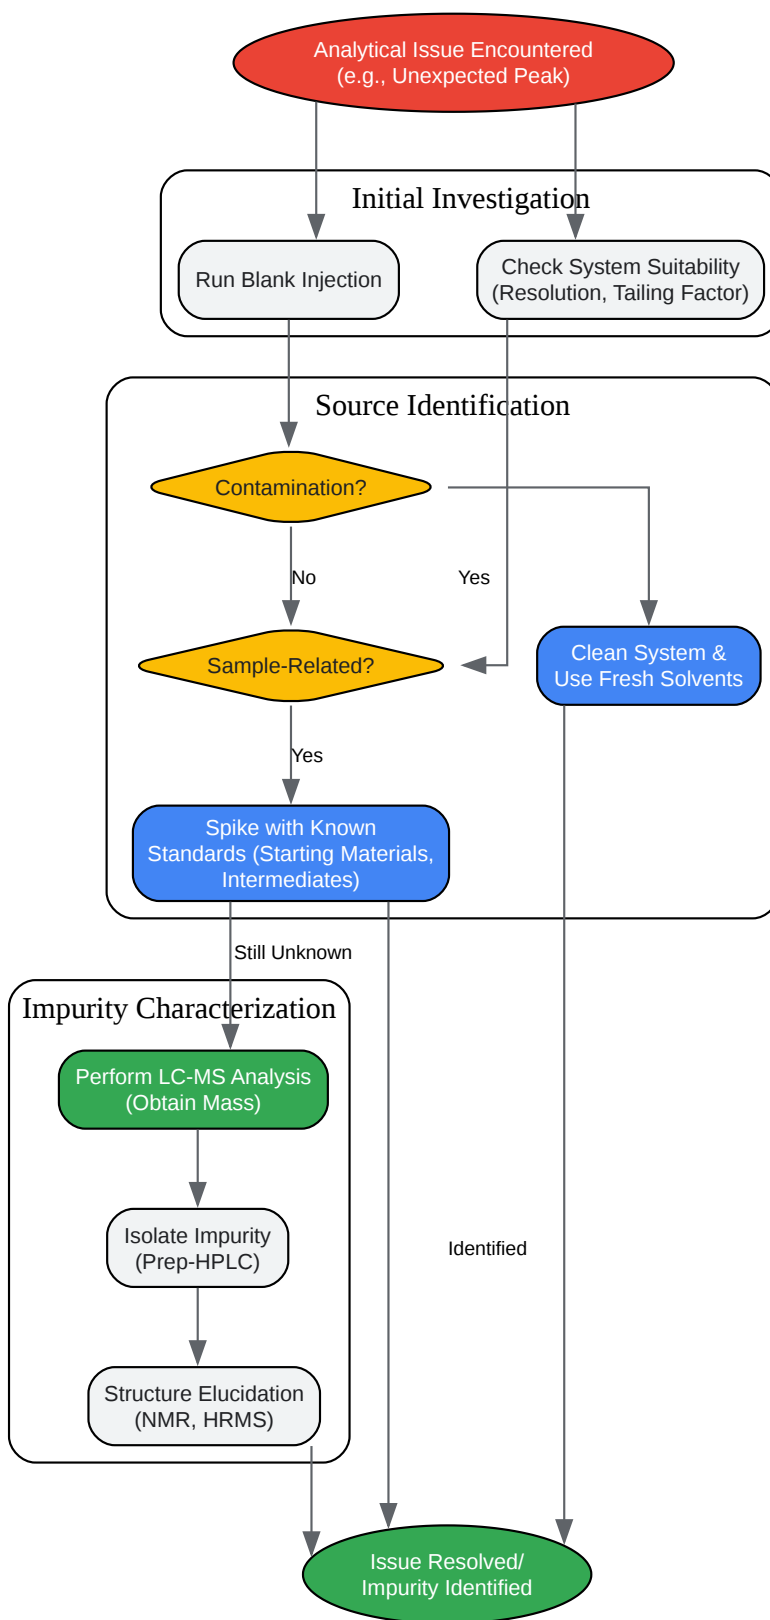 Analytical Issue Encountered
(e.g., Unexpected Peak)
Initial Investigation
Run Blank Injection
Check System Suitability
(Resolution, Tailing Factor)
Source Identification
Contamination?
No
Yes
Sample-Related?
Clean System &
Use Fresh Solvents
Yes
Spike with Known
Standards (Starting Materials,
Intermediates)
Still Unknown
Impurity Characterization
Perform LC-MS Analysis
(Obtain Mass)
Isolate Impurity
(Prep-HPLC)
Identified
Structure Elucidation
(NMR, HRMS)
Issue Resolved/
Impurity Identified